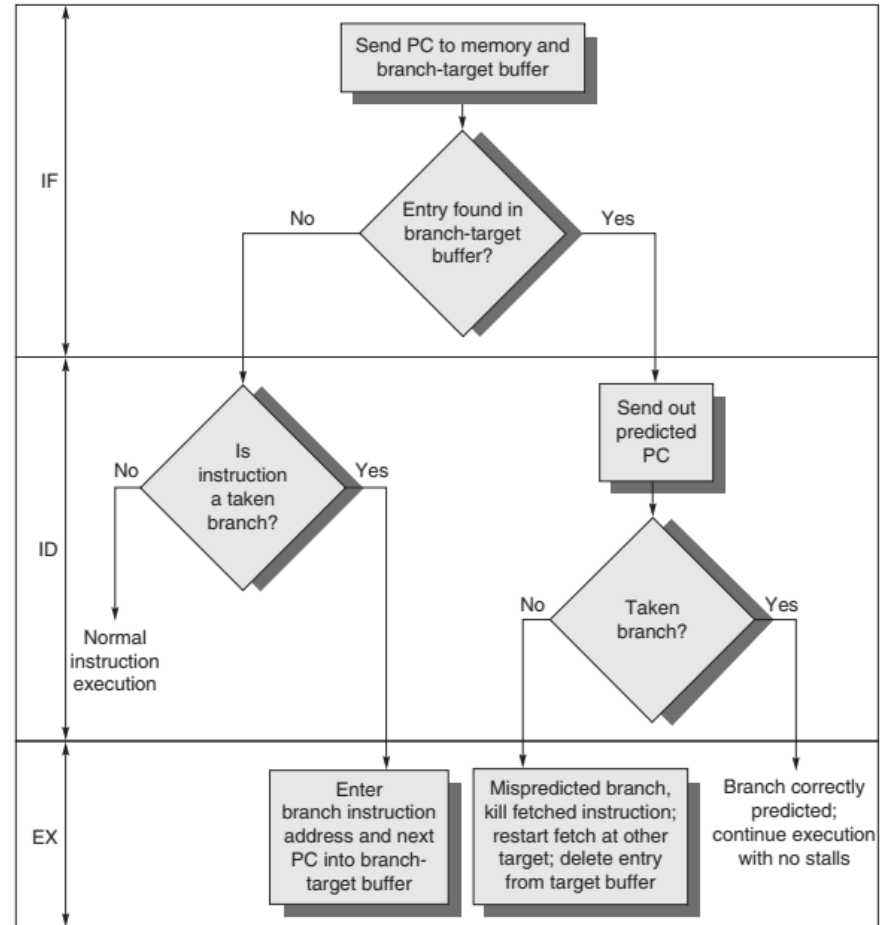 Send PC to memory and
branch-target buffer
IF
No
Entry found in
branch-target
buffer?
Yes
Send out
predicted
PC
No
Is
instruction
a taken
branch?
Yes
ID
No
Taken
branch?
Yes
Normal
instruction
execution
EX
Enter
branch instruction
address and next
PC into branch-
target buffer
Mispredicted branch,
kill fetched instruction;
restart fetch at other
target; delete entry
from target buffer
Branch correctly
predicted;
continue execution
with no stalls